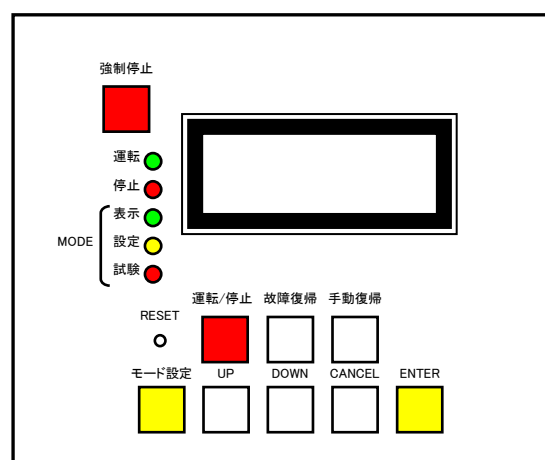 強制停止
運転
停止
表示
MODE
設定
試験
運転/停止 故障復帰 手動復帰
RESET
モード設定 UP DOWN CANCEL ENTER